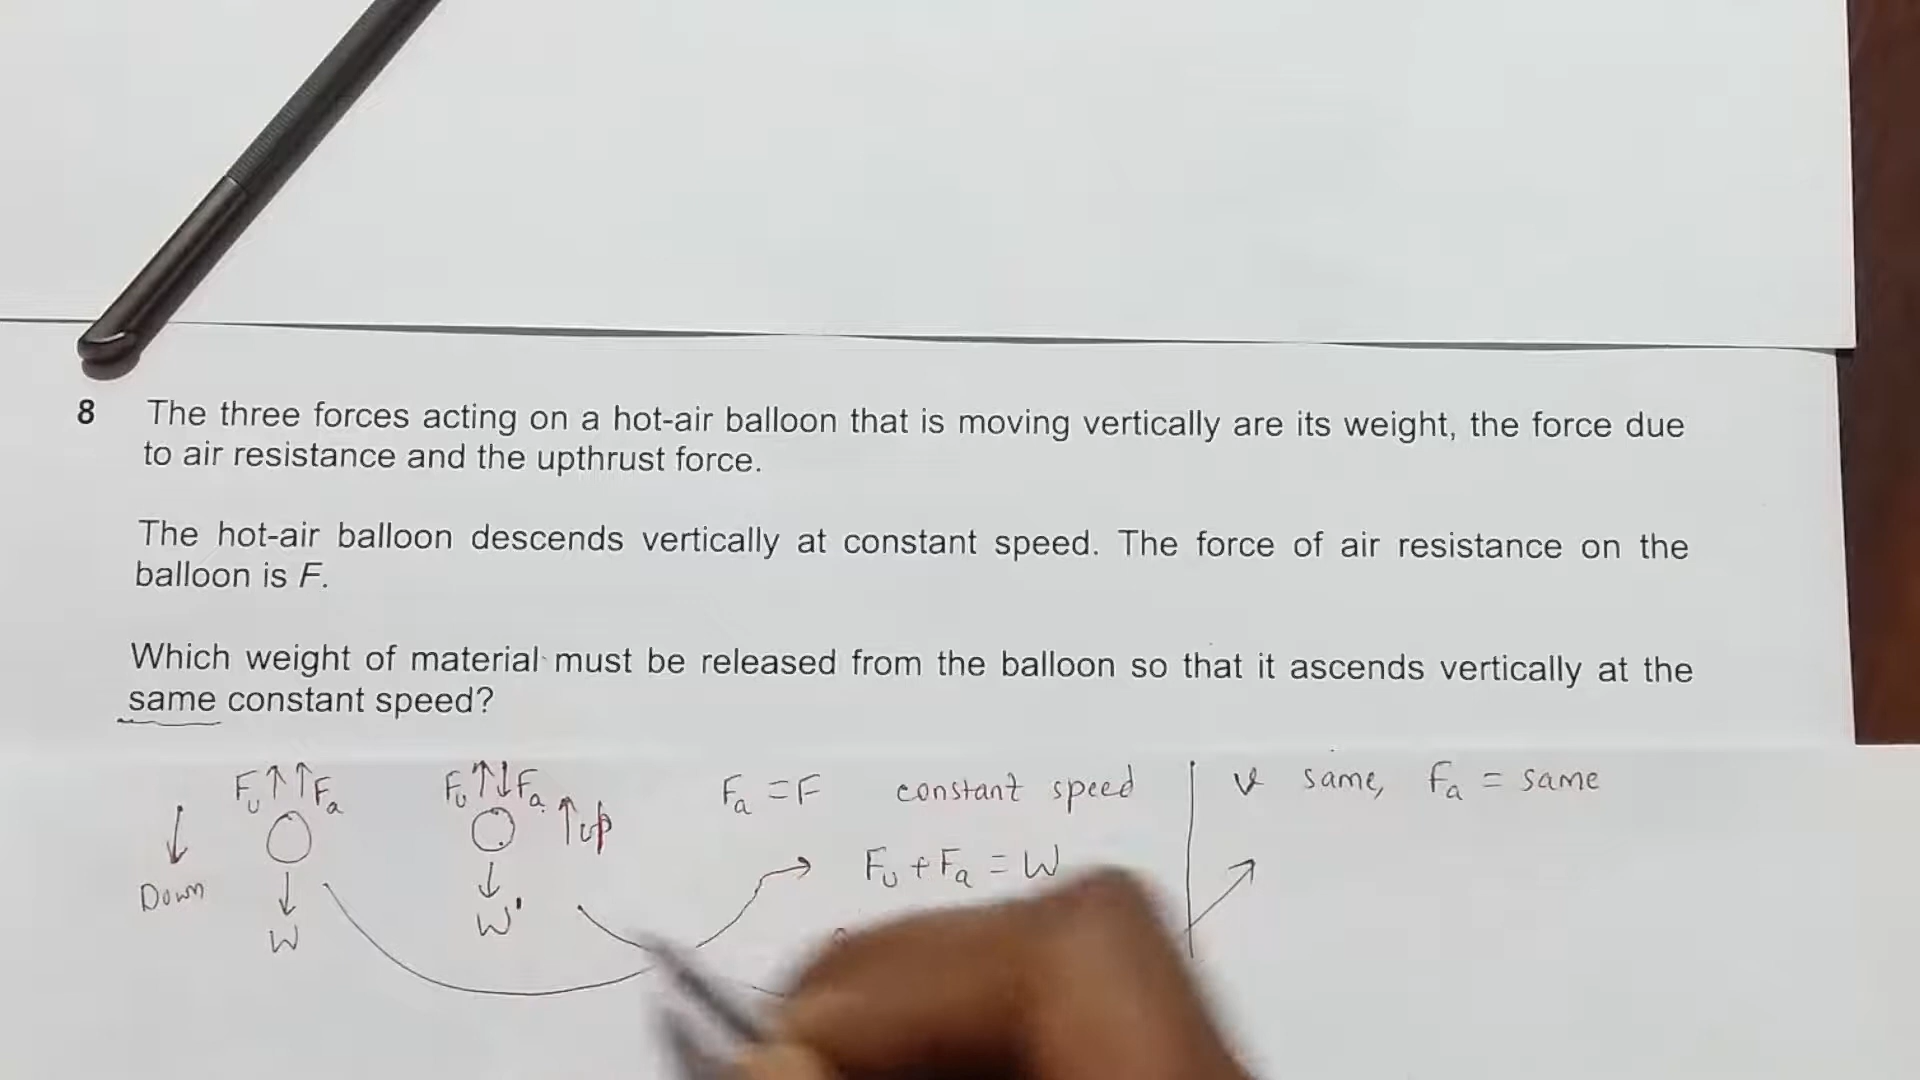 8 The three forces acting on a hot-air balloon that is moving vertically are its weight, the force due
to air resistance and the upthrust force.
The hot-air balloon descends vertically at constant speed. The force of air resistance on the
balloon is F.
Which weight of material must be released from the balloon so that it ascends vertically at the
same constant speed?
Fu↑↑Fa Fu↑↓Fa Fa = F constant speed v same, Fa = same
↓ ↑up
Down Fu + Fa = W
W W'